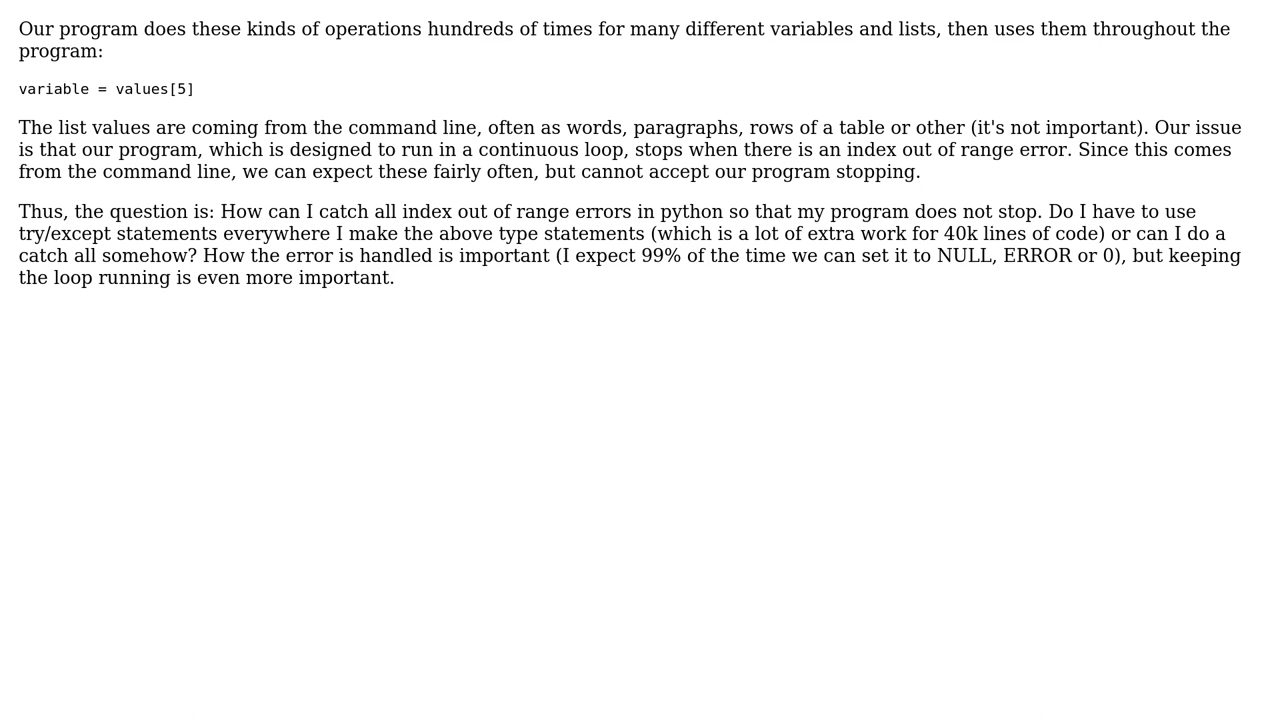 Our program does these kinds of operations hundreds of times for many different variables and lists, then uses them throughout the
program:
variable = values[5]
The list values are coming from the command line, often as words, paragraphs, rows of a table or other (it's not important). Our issue
is that our program, which is designed to run in a continuous loop, stops when there is an index out of range error. Since this comes
from the command line, we can expect these fairly often, but cannot accept our program stopping.
Thus, the question is: How can I catch all index out of range errors in python so that my program does not stop. Do I have to use
try/except statements everywhere I make the above type statements (which is a lot of extra work for 40k lines of code) or can I do a
catch all somehow? How the error is handled is important (I expect 99% of the time we can set it to NULL, ERROR or 0), but keeping
the loop running is even more important.